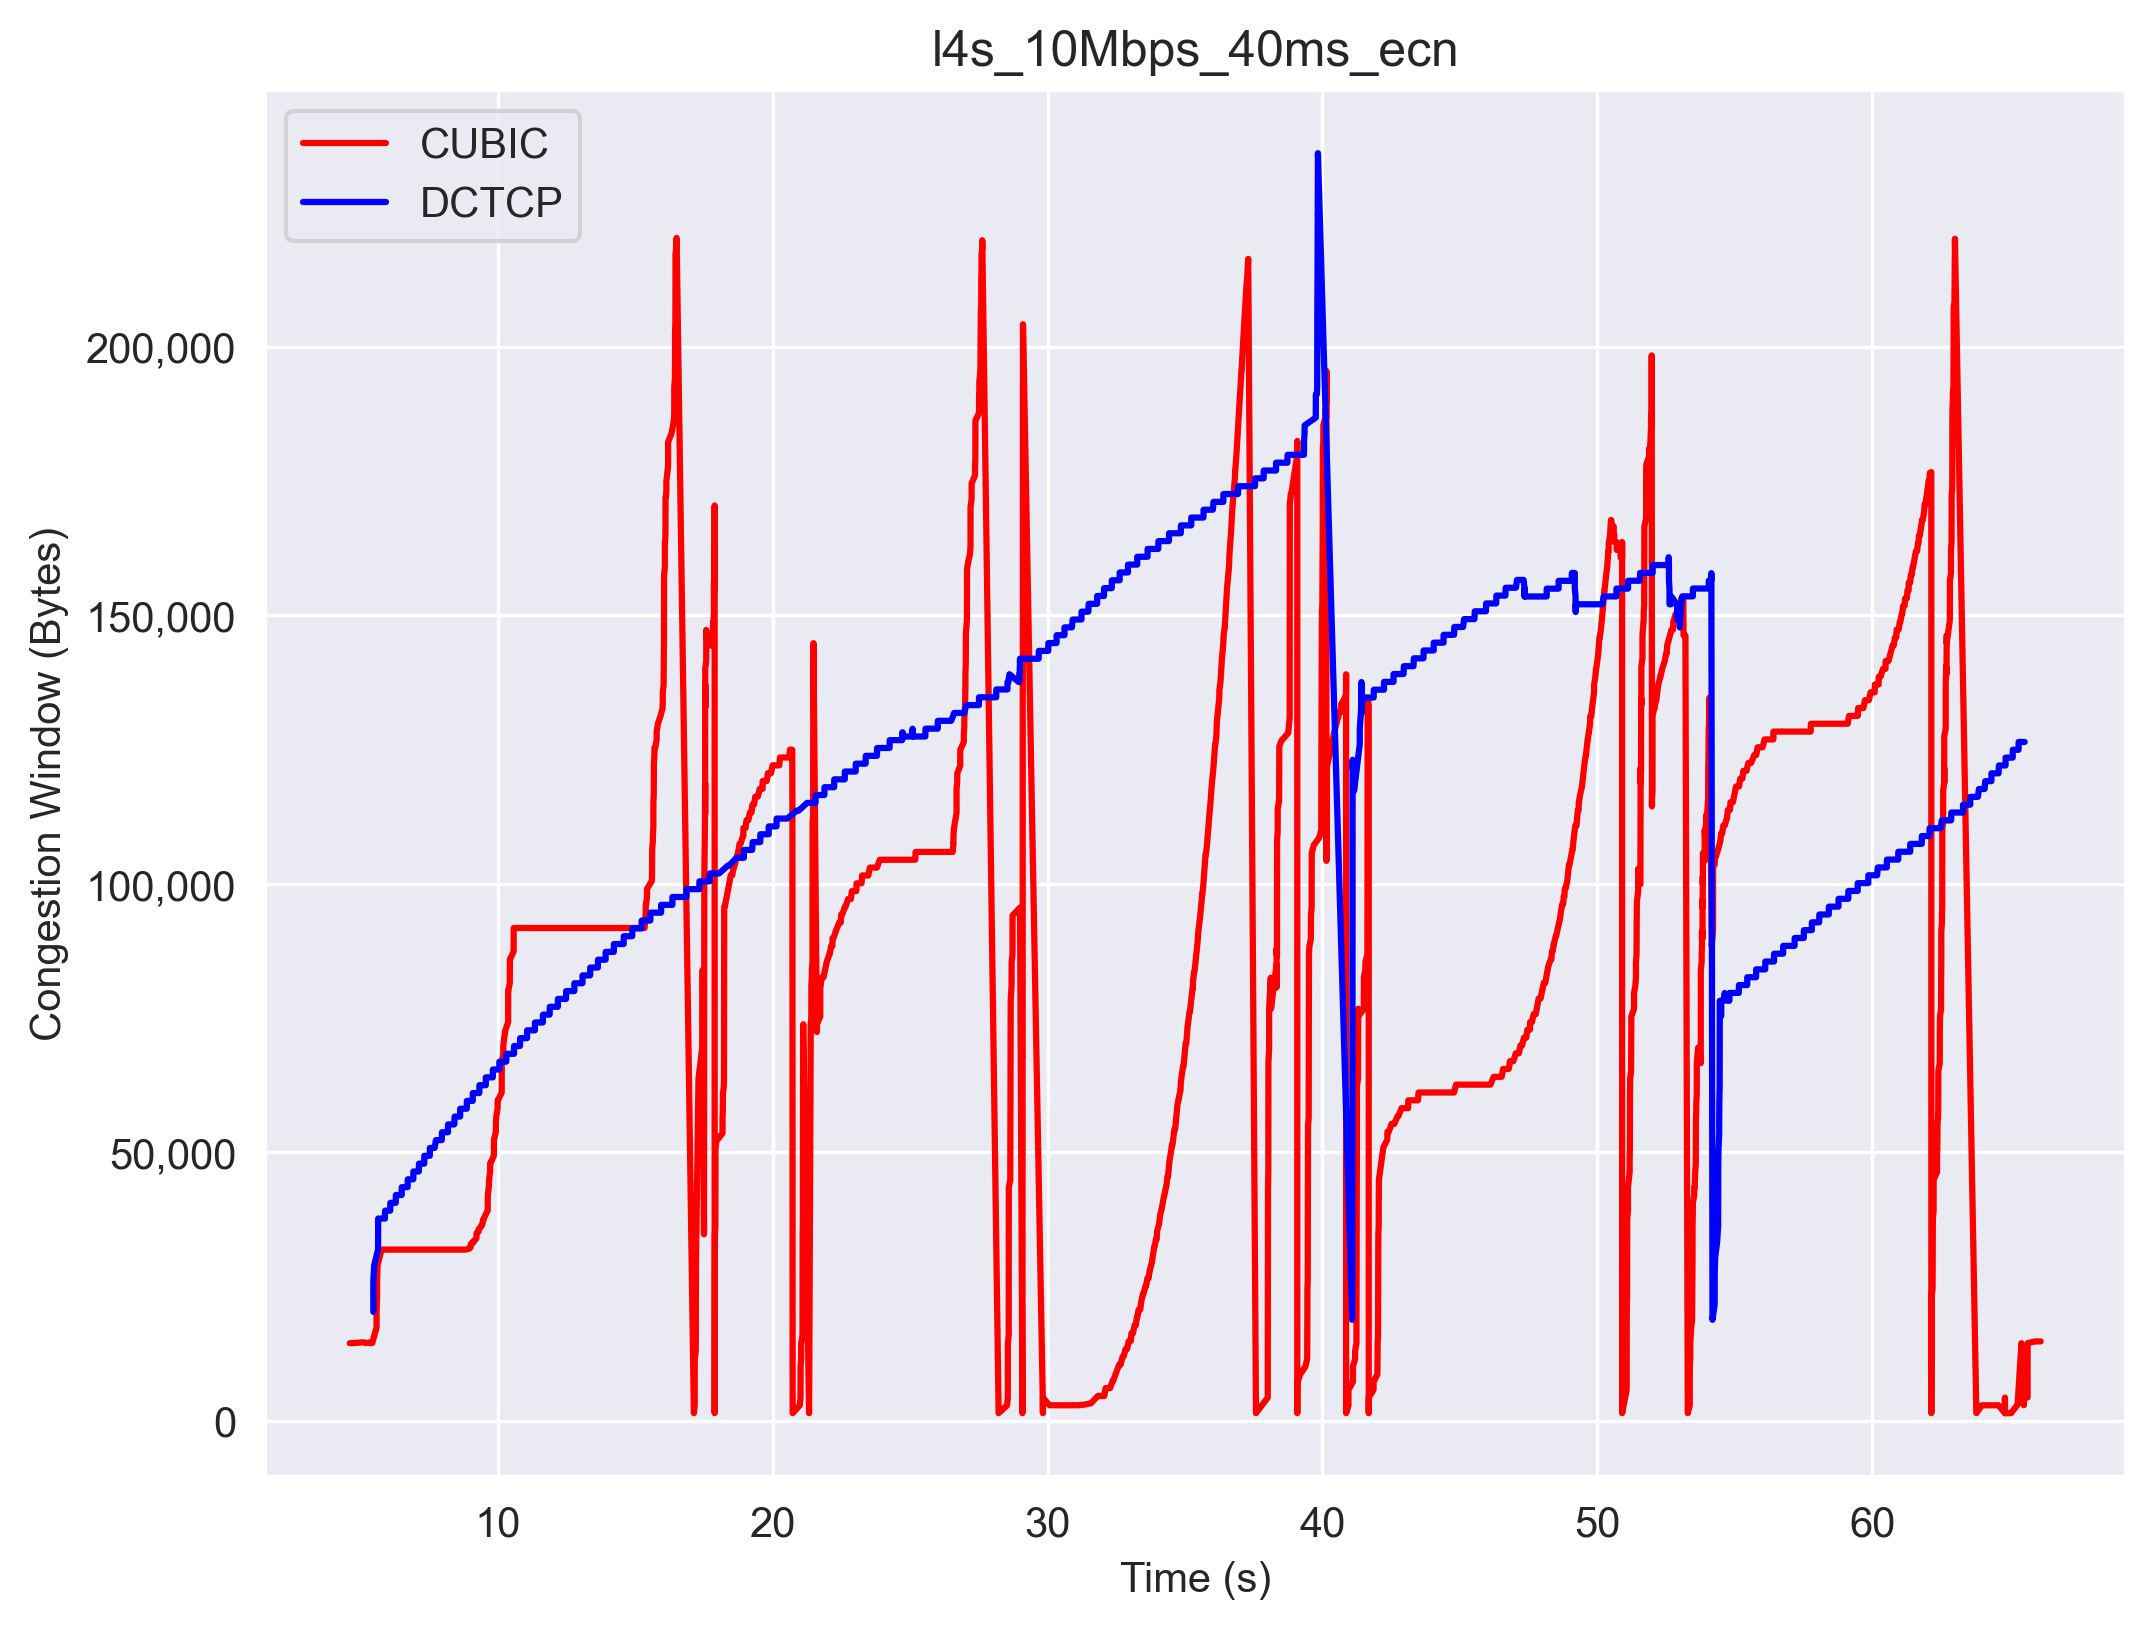 l4s_10Mbps_40ms_ecn
CUBIC
DCTCP
Congestion Window (Bytes)
200,000
150,000
100,000
50,000
0
10 20 30 40 50 60
Time (s)